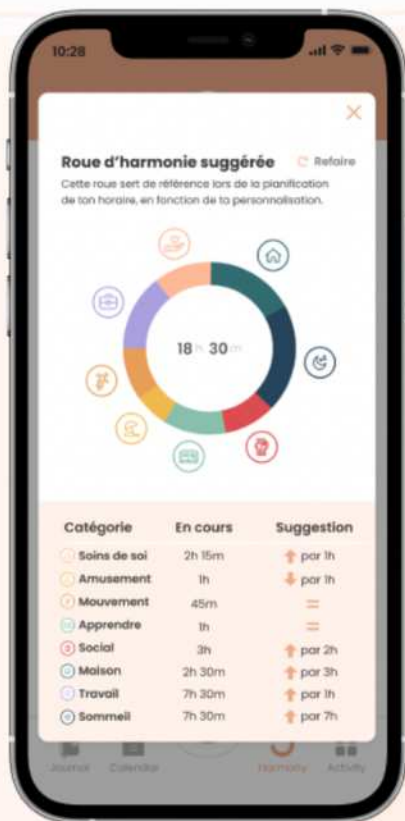 10:28
Roue d'harmonie suggérée
Refaire
Cette roue sert de référence lors de la planification
de ton horaire, en fonction de ta personnalisation.
18 h 30 m
Catégorie En cours Suggestion
Soins de soi 2h 15m par 1h
Amusement 1h par 1h
Mouvement 45m =
Apprendre 1h =
Social 3h par 2h
Maison 2h 30m par 3h
Travail 7h 30m par 1h
Sommeil 7h 30m par 7h
Journal Calendar Harmony Activity